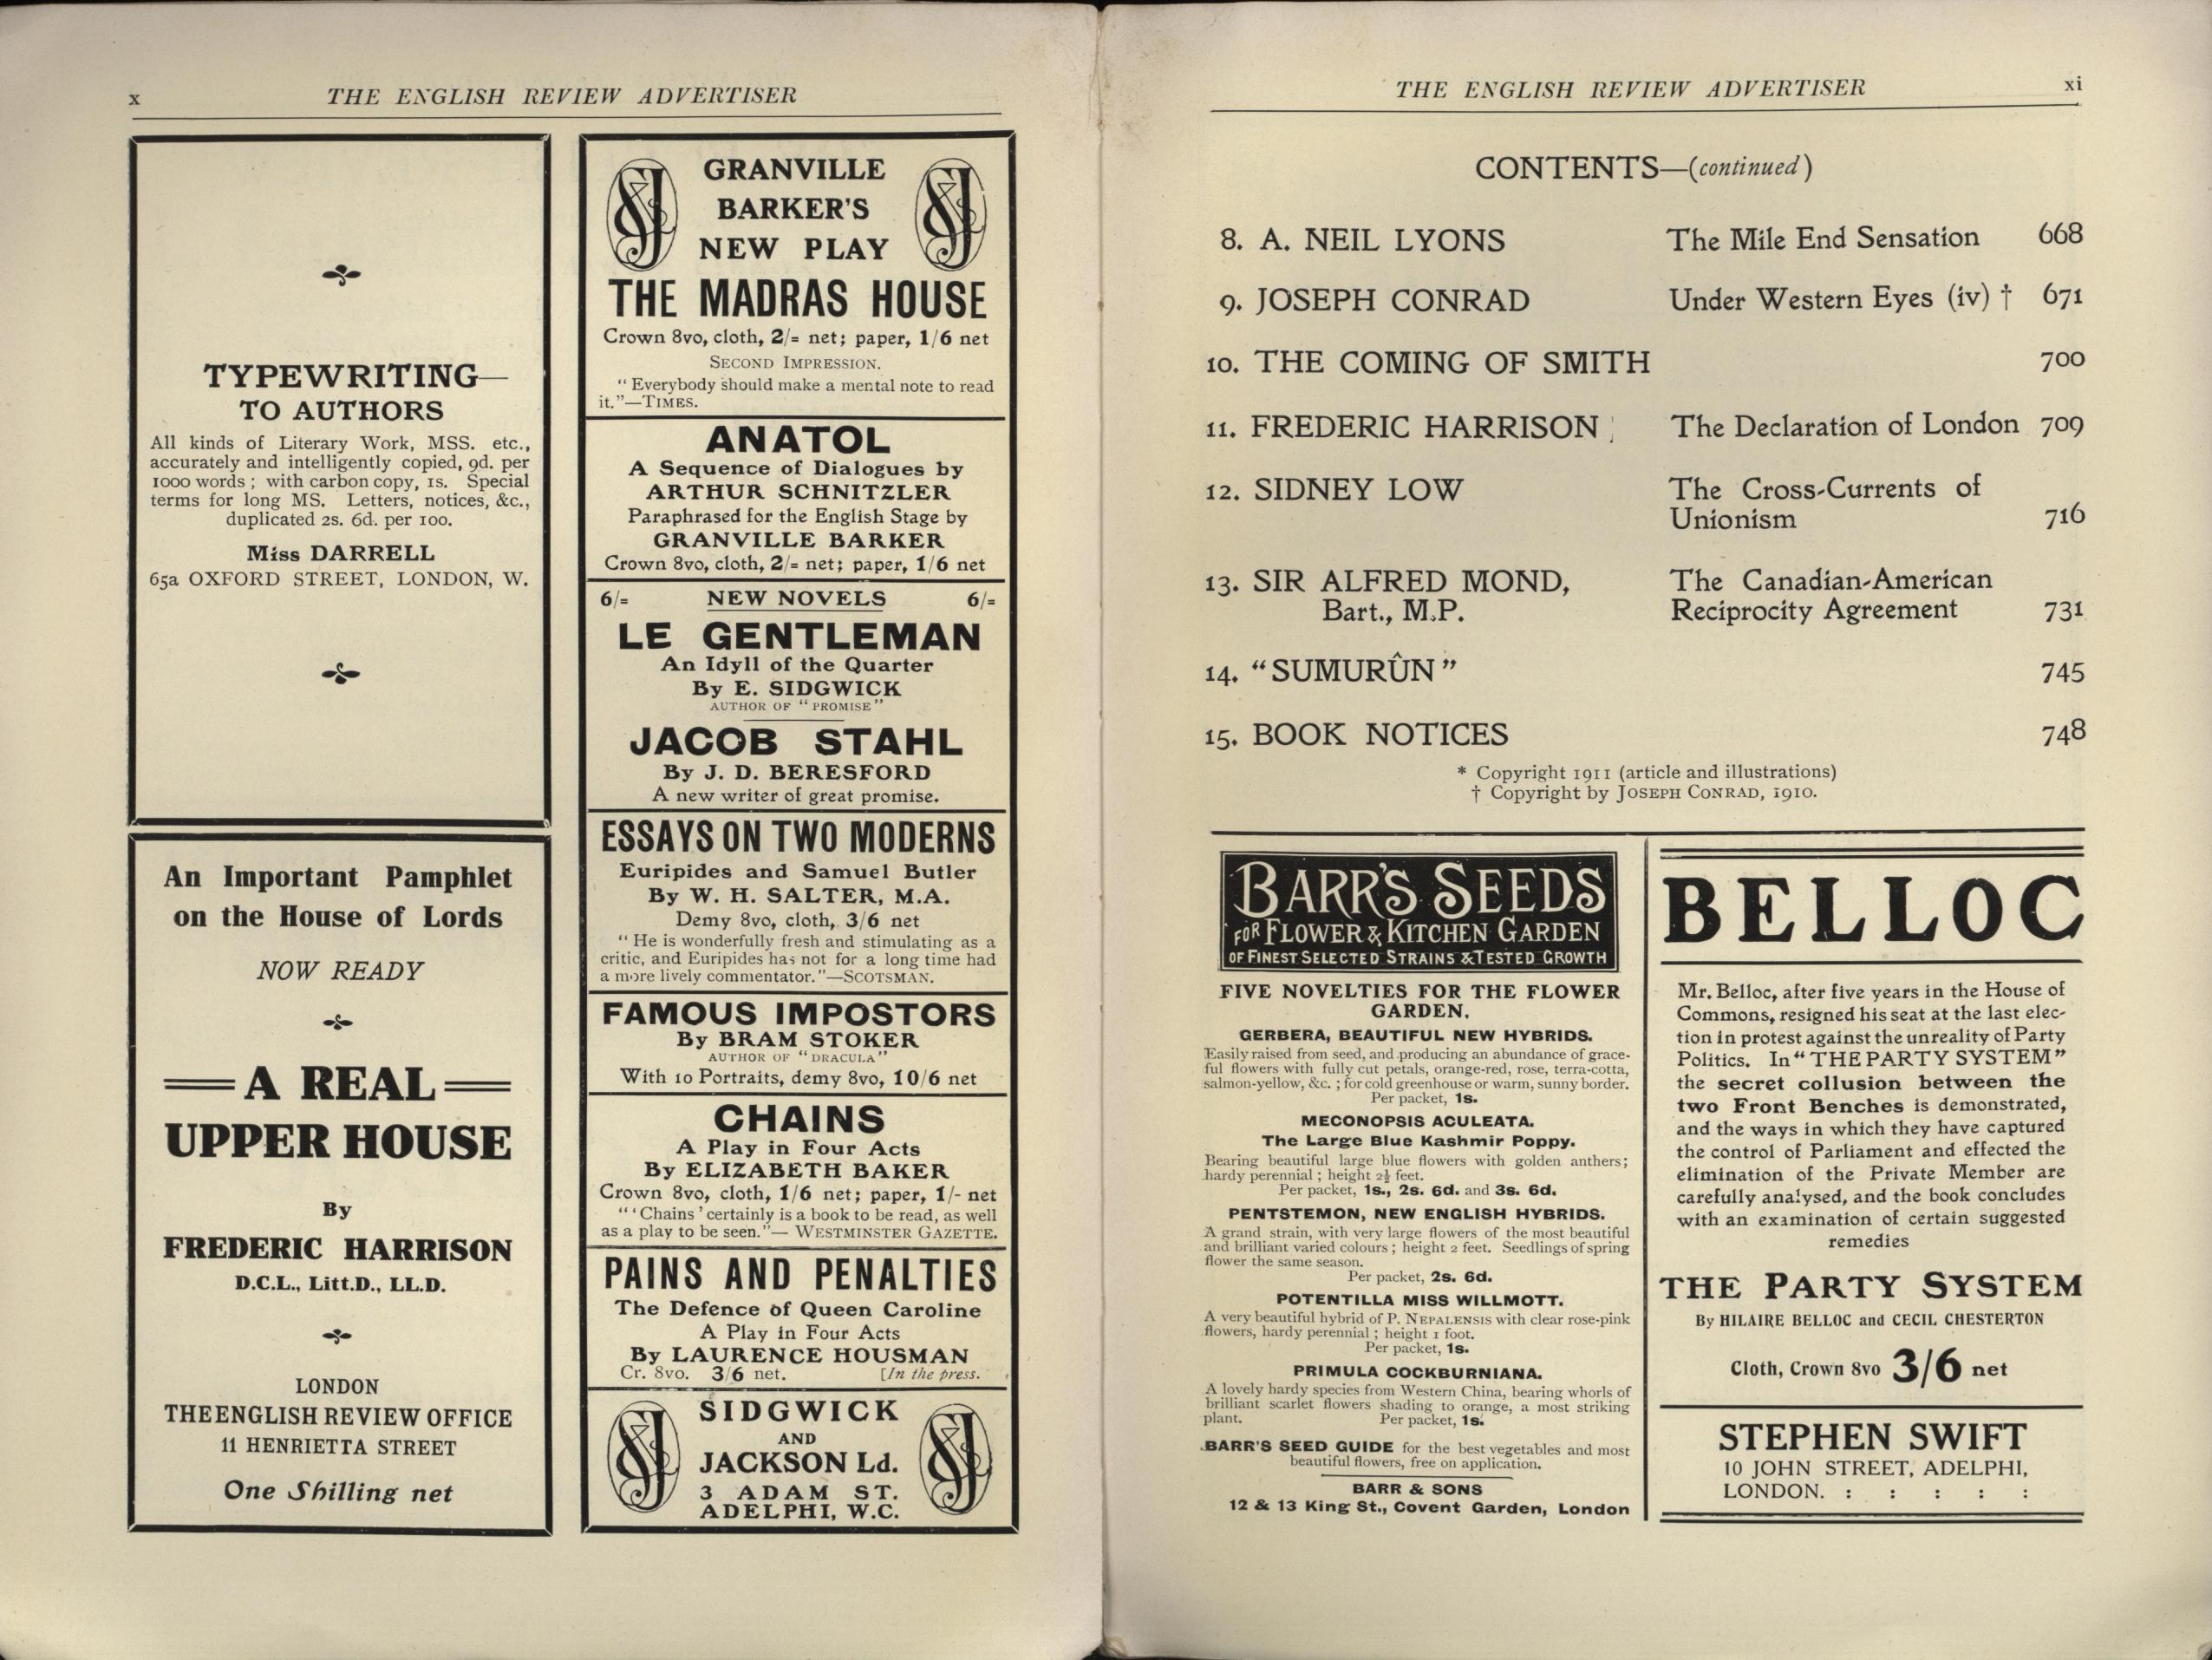 x
THE ENGLISH REVIEW ADVERTISER
TYPEWRITING—
TO AUTHORS
All kinds of Literary Work, MSS. etc.,
accurately and intelligently copied, 9d. per
1000 words ; with carbon copy, 1s. Special
terms for long MS. Letters, notices, &c.,
duplicated 2s. 6d. per 100.
Miss DARRELL
65a OXFORD STREET, LONDON, W.
An Important Pamphlet
on the House of Lords
NOW READY
A REAL
UPPER HOUSE
By
FREDERIC HARRISON
D.C.L., Litt.D., LL.D.
LONDON
THE ENGLISH REVIEW OFFICE
11 HENRIETTA STREET
One Shilling net
GRANVILLE
BARKER'S
NEW PLAY
THE MADRAS HOUSE
Crown 8vo, cloth, 2/= net; paper, 1/6 net
SECOND IMPRESSION.
" Everybody should make a mental note to read
it."—TIMES.
ANATOL
A Sequence of Dialogues by
ARTHUR SCHNITZLER
Paraphrased for the English Stage by
GRANVILLE BARKER
Crown 8vo, cloth, 2/= net; paper, 1/6 net
6/= NEW NOVELS 6/=
LE GENTLEMAN
An Idyll of the Quarter
By E. SIDGWICK
AUTHOR OF " PROMISE "
JACOB STAHL
By J. D. BERESFORD
A new writer of great promise.
ESSAYS ON TWO MODERNS
Euripides and Samuel Butler
By W. H. SALTER, M.A.
Demy 8vo, cloth, 3/6 net
" He is wonderfully fresh and stimulating as a
critic, and Euripides has not for a long time had
a more lively commentator."—SCOTSMAN.
FAMOUS IMPOSTORS
By BRAM STOKER
AUTHOR OF " DRACULA "
With 10 Portraits, demy 8vo, 10/6 net
CHAINS
A Play in Four Acts
By ELIZABETH BAKER
Crown 8vo, cloth, 1/6 net; paper, 1/- net
" ' Chains ' certainly is a book to be read, as well
as a play to be seen."— WESTMINSTER GAZETTE.
PAINS AND PENALTIES
The Defence of Queen Caroline
A Play in Four Acts
By LAURENCE HOUSMAN
Cr. 8vo. 3/6 net. [In the press.
SIDGWICK
AND
JACKSON Ld.
3 ADAM ST.
ADELPHI, W.C.
THE ENGLISH REVIEW ADVERTISER
xi
CONTENTS—(continued)
8. A. NEIL LYONS The Mile End Sensation 668
9. JOSEPH CONRAD Under Western Eyes (iv) † 671
10. THE COMING OF SMITH 700
11. FREDERIC HARRISON The Declaration of London 709
12. SIDNEY LOW The Cross-Currents of
Unionism 716
13. SIR ALFRED MOND, The Canadian-American
Bart., M.P. Reciprocity Agreement 731
14. "SUMURÛN" 745
15. BOOK NOTICES 748
* Copyright 1911 (article and illustrations)
† Copyright by JOSEPH CONRAD, 1910.
BARR'S SEEDS
FOR FLOWER & KITCHEN GARDEN
OF FINEST SELECTED STRAINS & TESTED GROWTH
FIVE NOVELTIES FOR THE FLOWER
GARDEN.
GERBERA, BEAUTIFUL NEW HYBRIDS.
Easily raised from seed, and producing an abundance of grace-
ful flowers with fully cut petals, orange-red, rose, terra-cotta,
salmon-yellow, &c. ; for cold greenhouse or warm, sunny border.
Per packet, 1s.
MECONOPSIS ACULEATA.
The Large Blue Kashmir Poppy.
Bearing beautiful large blue flowers with golden anthers;
hardy perennial ; height 2½ feet.
Per packet, 1s., 2s. 6d. and 3s. 6d.
PENTSTEMON, NEW ENGLISH HYBRIDS.
A grand strain, with very large flowers of the most beautiful
and brilliant varied colours ; height 2 feet. Seedlings of spring
flower the same season.
Per packet, 2s. 6d.
POTENTILLA MISS WILLMOTT.
A very beautiful hybrid of P. NEPALENSIS with clear rose-pink
flowers, hardy perennial ; height 1 foot.
Per packet, 1s.
PRIMULA COCKBURNIANA.
A lovely hardy species from Western China, bearing whorls of
brilliant scarlet flowers shading to orange, a most striking
plant. Per packet, 1s.
BARR'S SEED GUIDE for the best vegetables and most
beautiful flowers, free on application.
BARR & SONS
12 & 13 King St., Covent Garden, London
BELLOC
Mr. Belloc, after five years in the House of
Commons, resigned his seat at the last elec-
tion in protest against the unreality of Party
Politics. In "THE PARTY SYSTEM"
the secret collusion between the
two Front Benches is demonstrated,
and the ways in which they have captured
the control of Parliament and effected the
elimination of the Private Member are
carefully analysed, and the book concludes
with an examination of certain suggested
remedies
THE PARTY SYSTEM
By HILAIRE BELLOC and CECIL CHESTERTON
Cloth, Crown 8vo 3/6 net
STEPHEN SWIFT
10 JOHN STREET, ADELPHI,
LONDON. : : : : :